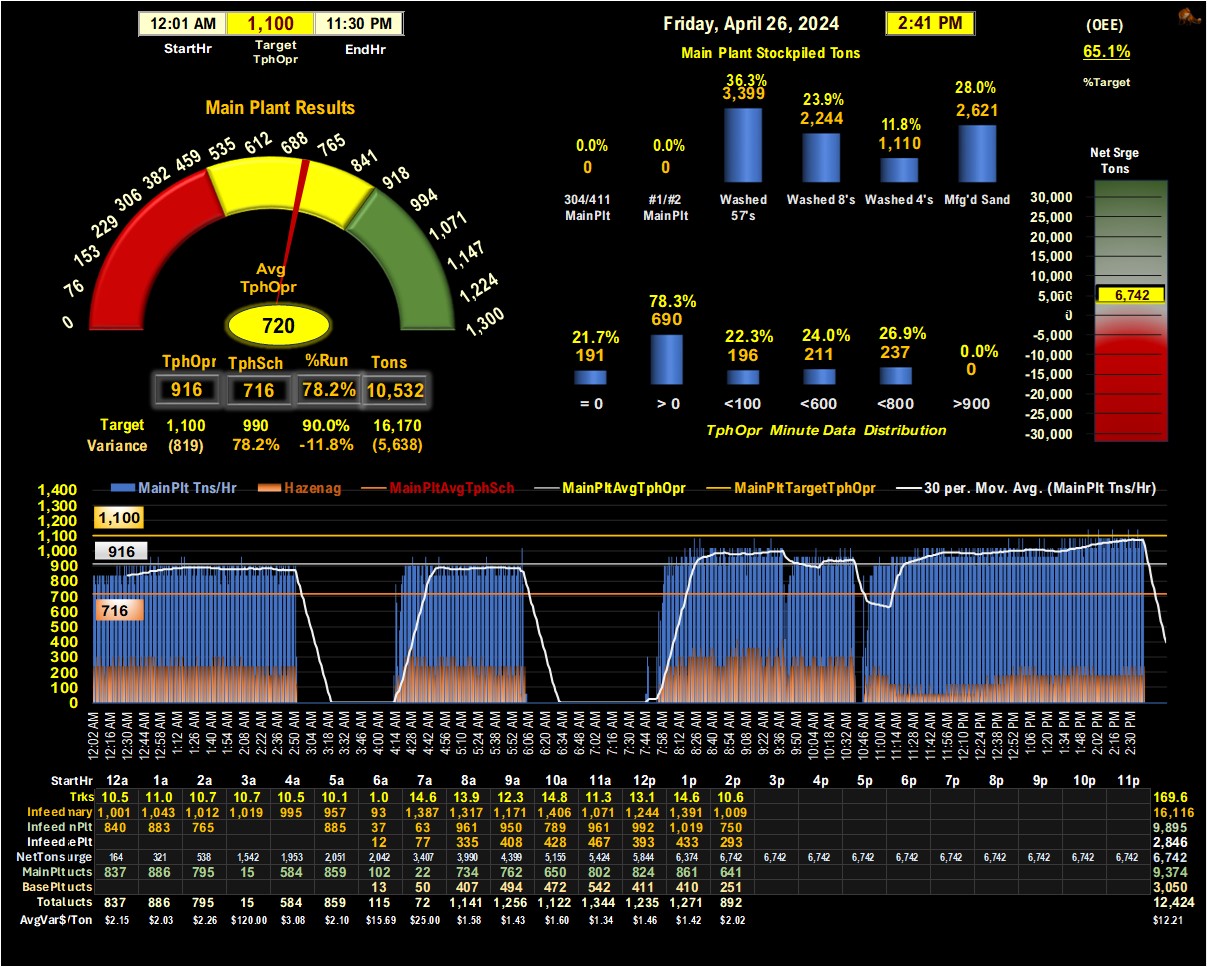 12:01 AM 1,100 11:30 PM
StartHr Target TphOpr EndHr
Friday, April 26, 2024 2:41 PM
(OEE)
65.1%
%Target
Main Plant Stockpiled Tons
36.3% 23.9% 11.8% 28.0%
3,399 2,244 1,110 2,621
0.0% 0.0%
0 0
304/411 MainPlt #1/#2 MainPlt Washed 57's Washed 8's Washed 4's Mfg'd Sand
Main Plant Results
0 76 153 229 306 382 459 535 612 688 765 841 918 994 1,071 1,147 1,224 1,300
Avg
TphOpr
720
TphOpr TphSch %Run Tons
916 716 78.2% 10,532
Target 1,100 990 90.0% 16,170
Variance (819) 78.2% -11.8% (5,638)
21.7% 78.3% 22.3% 24.0% 26.9% 0.0%
191 690 196 211 237 0
= 0 > 0 <100 <600 <800 >900
TphOpr Minute Data Distribution
Net Srge
Tons
30,000
25,000
20,000
15,000
10,000
5,000
6,742
0
-5,000
-10,000
-15,000
-20,000
-25,000
-30,000
MainPlt Tns/Hr Hazenag MainPltAvgTphSch MainPltAvgTphOpr MainPltTargetTphOpr 30 per. Mov. Avg. (MainPlt Tns/Hr)
1,400
1,300
1,200
1,100
1,000
900
800
700
600
500
400
300
200
100
0
1,100
916
716
12:02 AM 12:16 AM 12:30 AM 12:44 AM 12:58 AM 1:12 AM 1:26 AM 1:40 AM 1:54 AM 2:08 AM 2:22 AM 2:36 AM 2:50 AM 3:04 AM 3:18 AM 3:32 AM 3:46 AM 4:00 AM 4:14 AM 4:28 AM 4:42 AM 4:56 AM 5:10 AM 5:24 AM 5:38 AM 5:52 AM 6:06 AM 6:20 AM 6:34 AM 6:48 AM 7:02 AM 7:16 AM 7:30 AM 7:44 AM 7:58 AM 8:12 AM 8:26 AM 8:40 AM 8:54 AM 9:08 AM 9:22 AM 9:36 AM 9:50 AM 10:04 AM 10:18 AM 10:32 AM 10:46 AM 11:00 AM 11:14 AM 11:28 AM 11:42 AM 11:56 AM 12:10 PM 12:24 PM 12:38 PM 12:52 PM 1:06 PM 1:20 PM 1:34 PM 1:48 PM 2:02 PM 2:16 PM 2:30 PM
StartHr 12a 1a 2a 3a 4a 5a 6a 7a 8a 9a 10a 11a 12p 1p 2p 3p 4p 5p 6p 7p 8p 9p 10p 11p
Trks 10.5 11.0 10.7 10.7 10.5 10.1 1.0 14.6 13.9 12.3 14.8 11.3 13.1 14.6 10.6 169.6
Infeed mary 1,001 1,043 1,012 1,019 995 957 93 1,387 1,317 1,171 1,406 1,071 1,244 1,391 1,009 16,116
Infeed nPlt 840 883 765 885 37 63 961 950 789 961 992 1,019 750 9,895
Infeed ePlt 12 77 335 408 428 467 393 433 293 2,846
NetTons urge 164 321 538 1,542 1,953 2,051 2,042 3,407 3,990 4,399 5,155 5,424 5,844 6,374 6,742 6,742 6,742 6,742 6,742 6,742 6,742 6,742 6,742 6,742 6,742
MainPlt ucts 837 886 795 15 584 859 102 22 734 762 650 802 824 861 641 9,374
BasePlt ucts 13 50 407 494 472 542 411 410 251 3,050
Total ucts 837 886 795 15 584 859 115 72 1,141 1,256 1,122 1,344 1,235 1,271 892 12,424
AvgVar$/Ton $2.15 $2.03 $2.26 $120.00 $3.08 $2.10 $15.69 $25.00 $1.58 $1.43 $1.60 $1.34 $1.46 $1.42 $2.02 $12.21